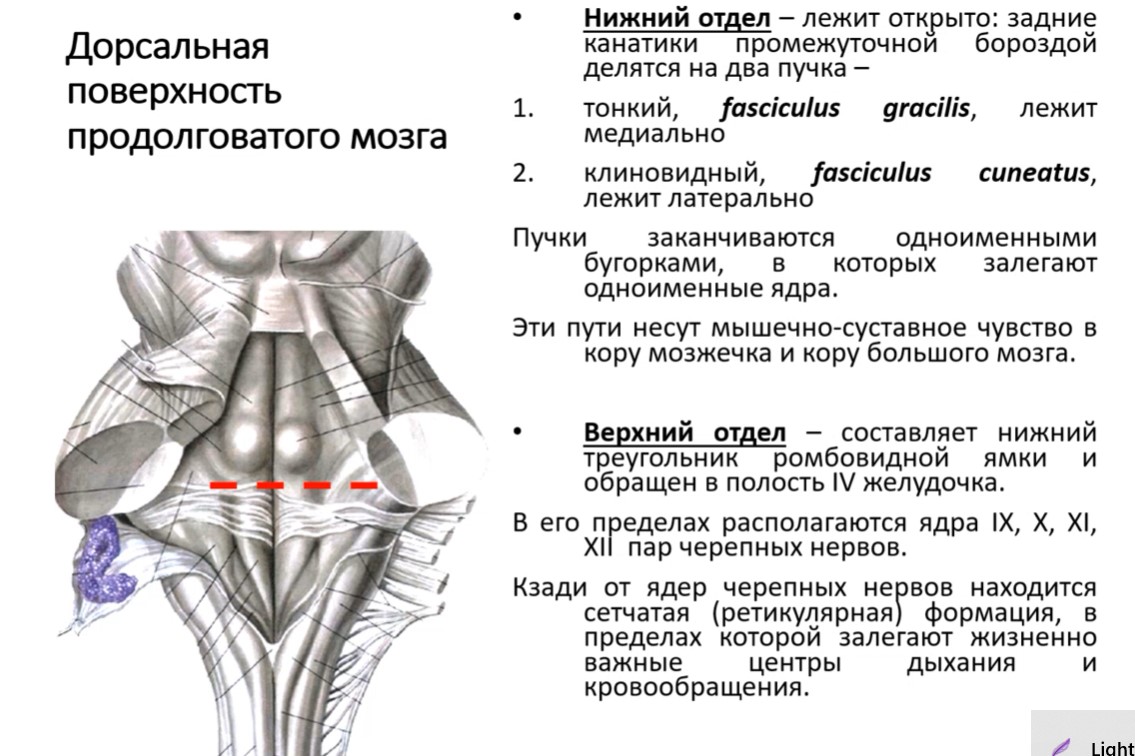 Дорсальная
поверхность
продолговатого мозга
• Нижний отдел – лежит открыто: задние
канатики промежуточной бороздой
делятся на два пучка –
1. тонкий, fasciculus gracilis, лежит
медиально
2. клиновидный, fasciculus cuneatus,
лежит латерально
Пучки заканчиваются одноименными
бугорками, в которых залегают
одноименные ядра.
Эти пути несут мышечно-суставное чувство в
кору мозжечка и кору большого мозга.
• Верхний отдел – составляет нижний
треугольник ромбовидной ямки и
обращен в полость IV желудочка.
В его пределах располагаются ядра IX, X, XI,
XII пар черепных нервов.
Кзади от ядер черепных нервов находится
сетчатая (ретикулярная) формация, в
пределах которой залегают жизненно
важные центры дыхания и
кровообращения.
Light